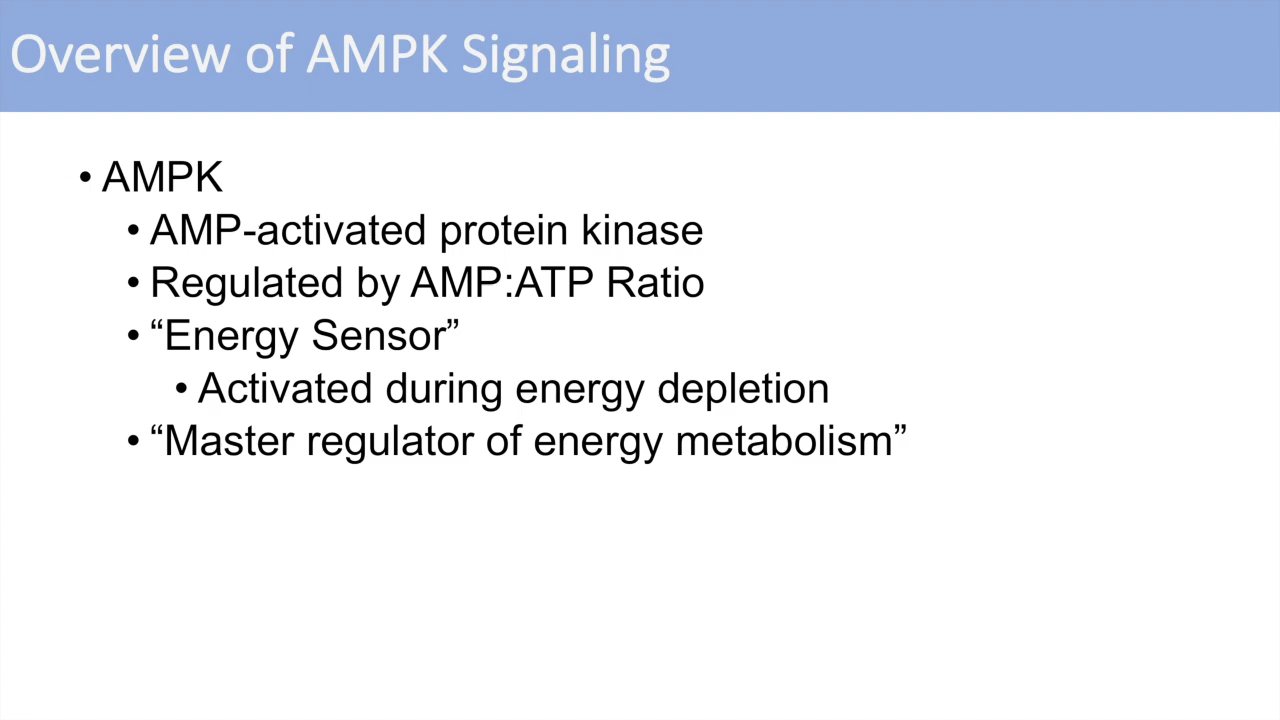 Overview of AMPK Signaling
• AMPK
• AMP-activated protein kinase
• Regulated by AMP:ATP Ratio
• “Energy Sensor”
• Activated during energy depletion
• “Master regulator of energy metabolism”